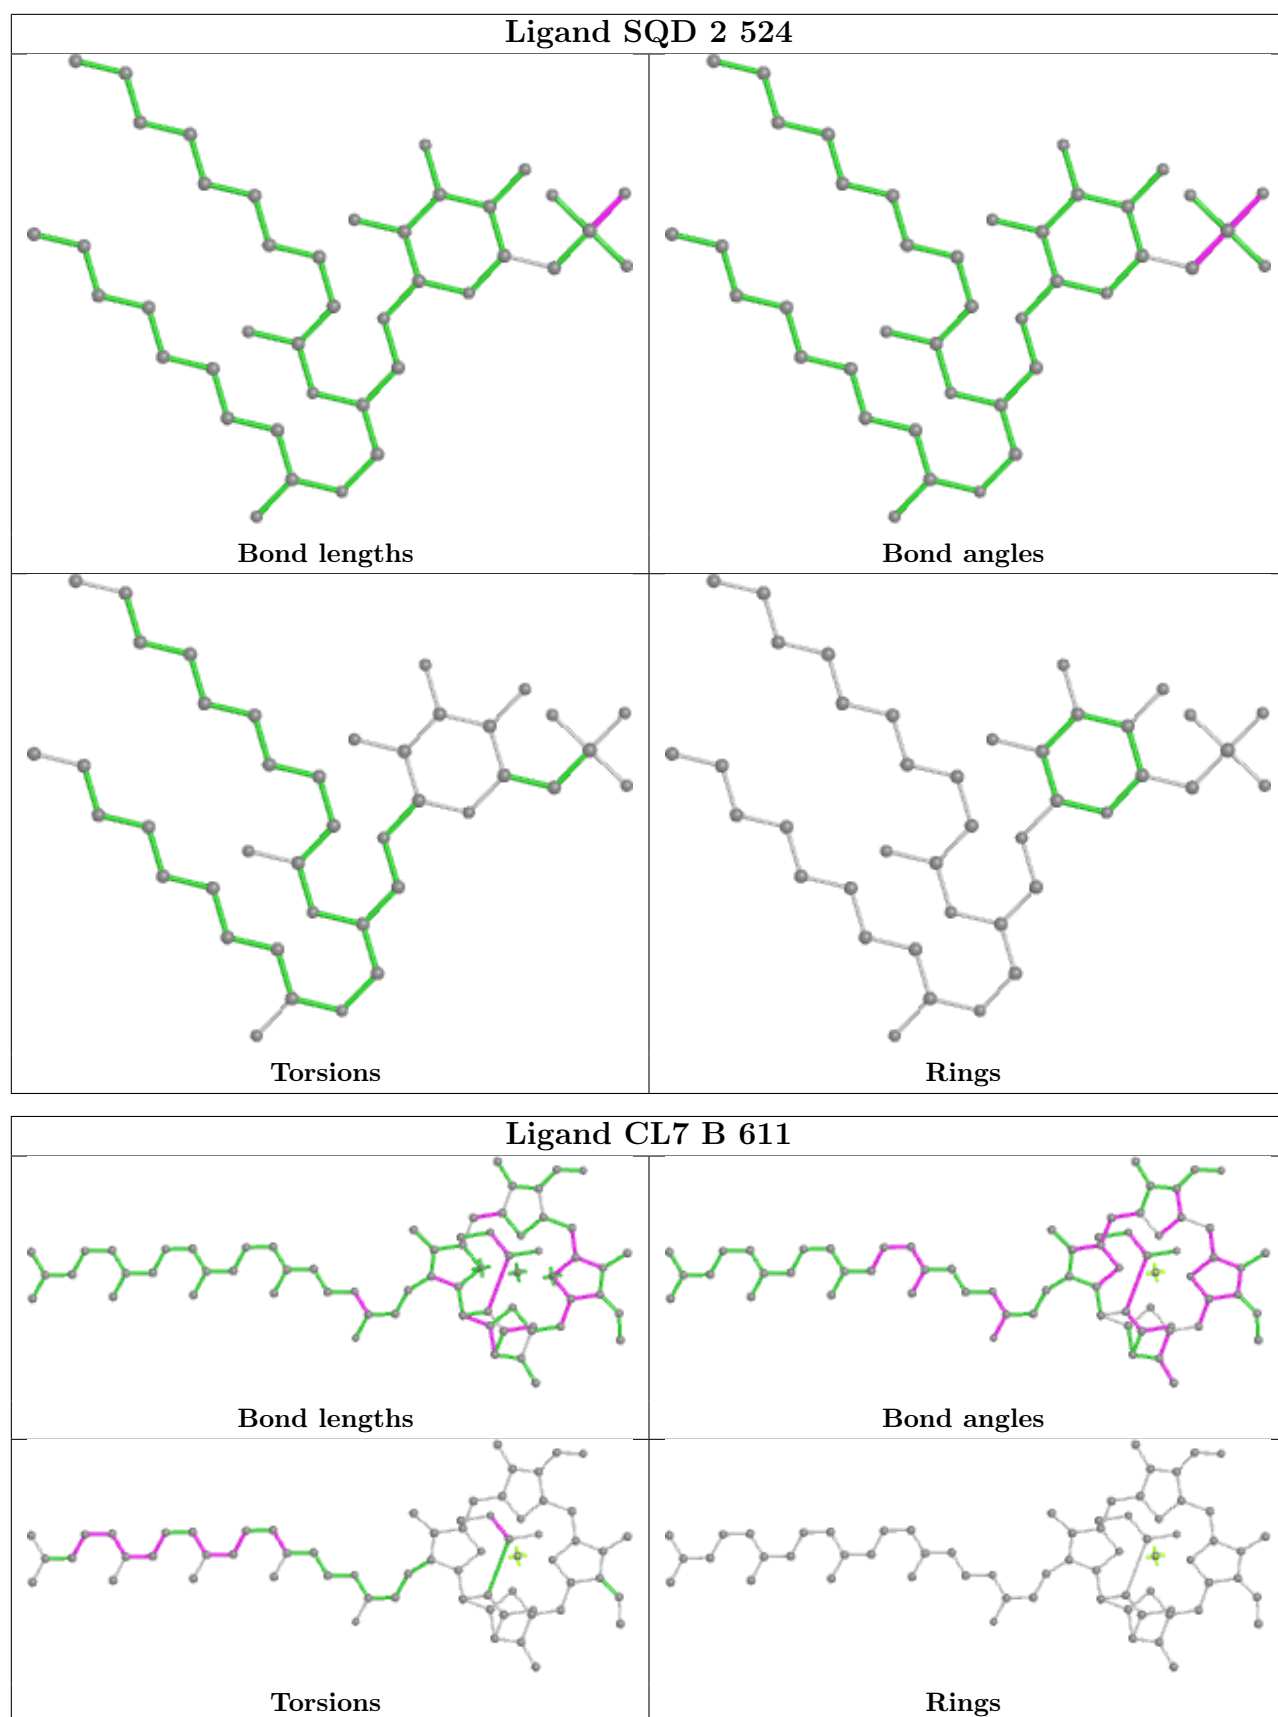 Ligand SQD 2 524
Bond lengths
Bond angles
Torsions
Rings
Ligand CL7 B 611
Bond lengths
Bond angles
Torsions
Rings